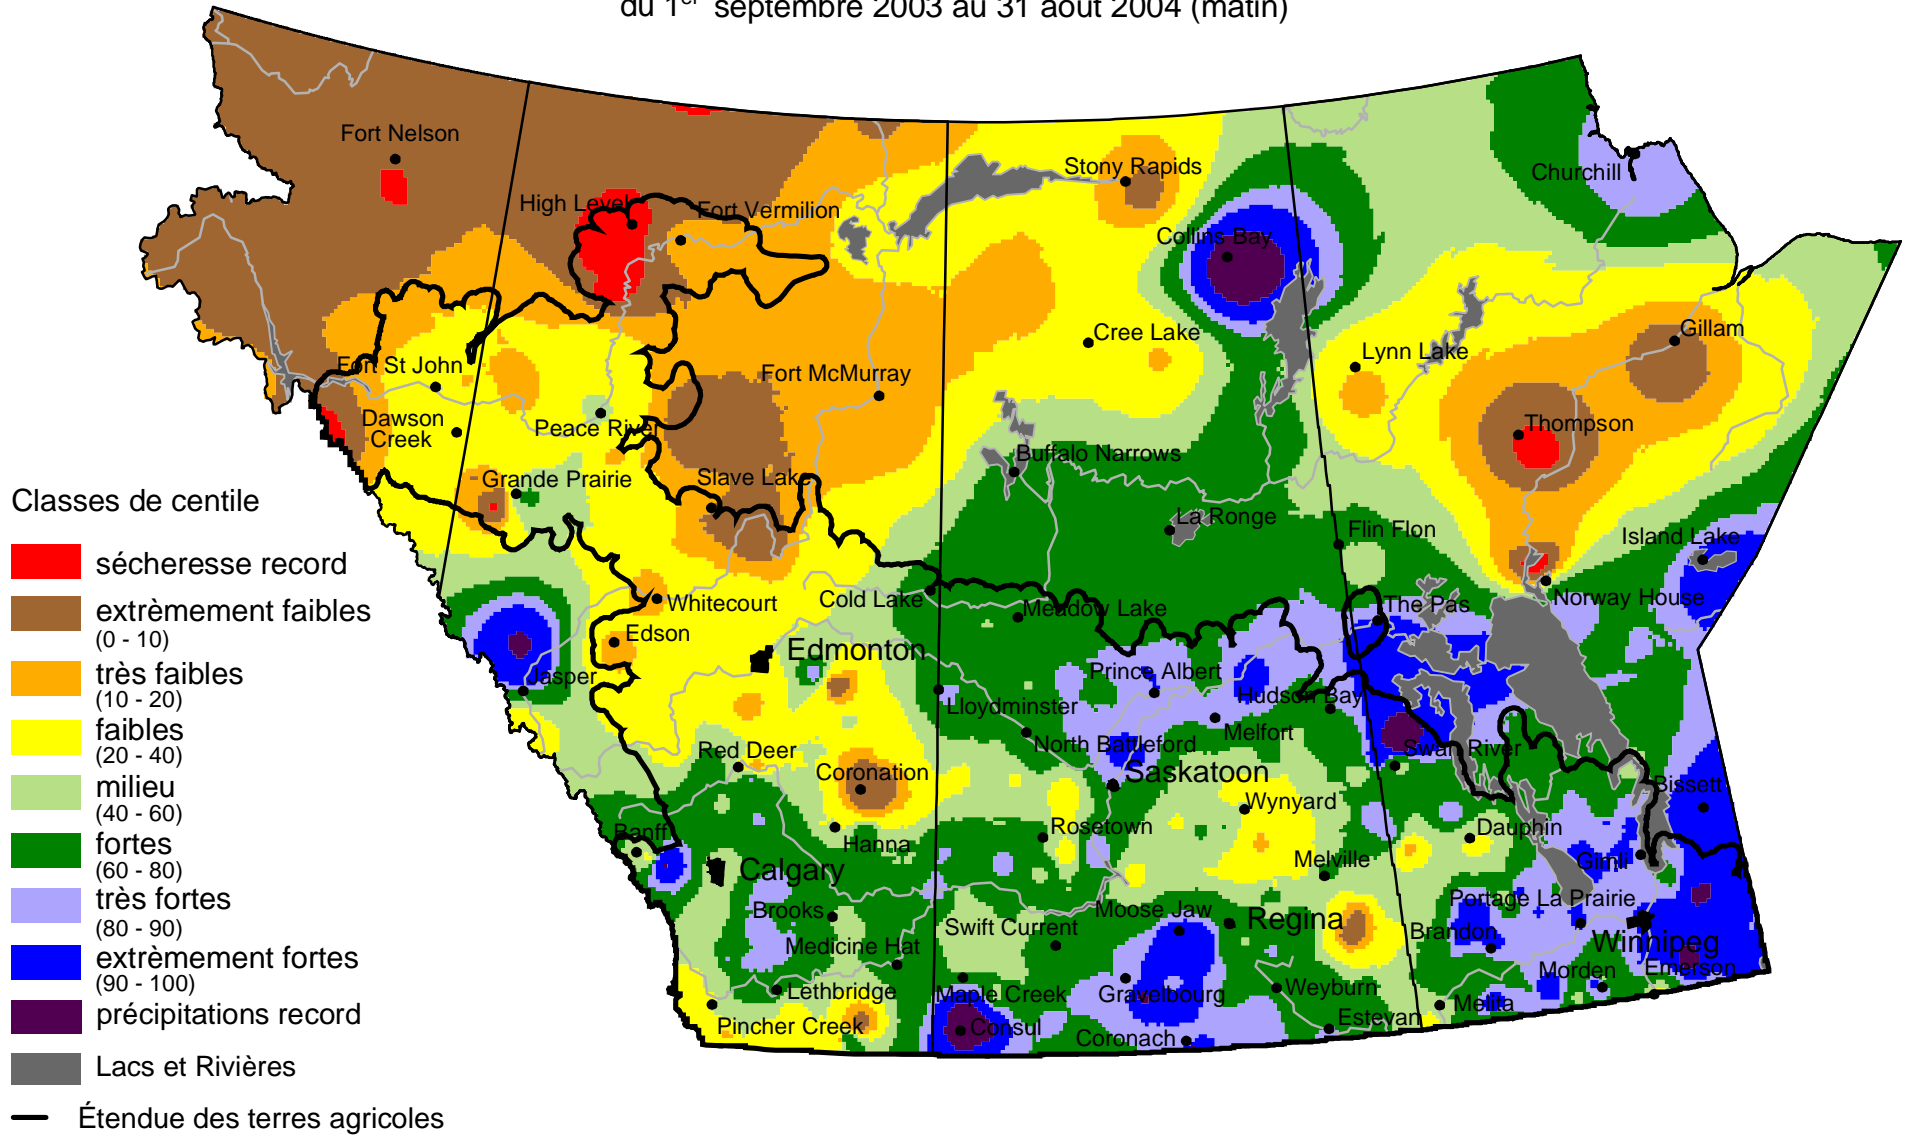 du 1er septembre 2003 au 31 août 2004 (matin)
Fort Nelson
High Level
Fort Vermilion
Stony Rapids
Churchill
Collins Bay
Fort St John
Fort McMurray
Cree Lake
Lynn Lake
Gillam
Dawson
Creek
Peace River
Thompson
Grande Prairie
Slave Lake
Buffalo Narrows
La Ronge
Flin Flon
Island Lake
Whitecourt
Cold Lake
Meadow Lake
The Pas
Norway House
Edson
Edmonton
Jasper
Prince Albert
Hudson Bay
Lloydminster
North Battleford
Melfort
Swan River
Red Deer
Coronation
Saskatoon
Wynyard
Bissett
Banff
Hanna
Rosetown
Dauphin
Calgary
Melville
Gimli
Brooks
Swift Current
Moose Jaw
Regina
Portage La Prairie
Medicine Hat
Brandon
Winnipeg
Lethbridge
Maple Creek
Gravelbourg
Weyburn
Morden
Emerson
Pincher Creek
Consul
Coronach
Estevan
Melita
Classes de centile
sécheresse record
extrèmement faibles
(0 - 10)
très faibles
(10 - 20)
faibles
(20 - 40)
milieu
(40 - 60)
fortes
(60 - 80)
très fortes
(80 - 90)
extrèmement fortes
(90 - 100)
précipitations record
Lacs et Rivières
Étendue des terres agricoles